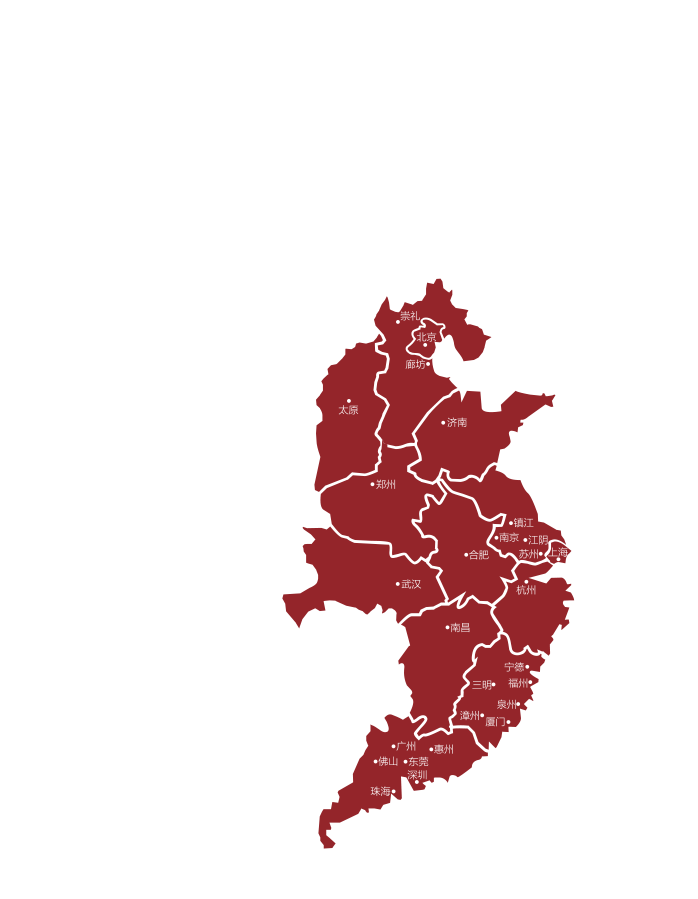 崇礼
北京
廊坊
太原
济南
郑州
镇江
南京
江阴
苏州
上海
合肥
武汉
杭州
南昌
宁德
三明
福州
泉州
漳州
厦门
广州
惠州
佛山
东莞
深圳
珠海